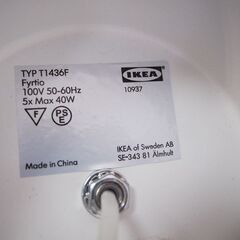 TYP T1436F
Fyrtio
100V 50-60Hz
5x Max 40W
F PS E
IKEA
10937
Made in China
IKEA of Sweden AB
SE-343 81 Älmhult